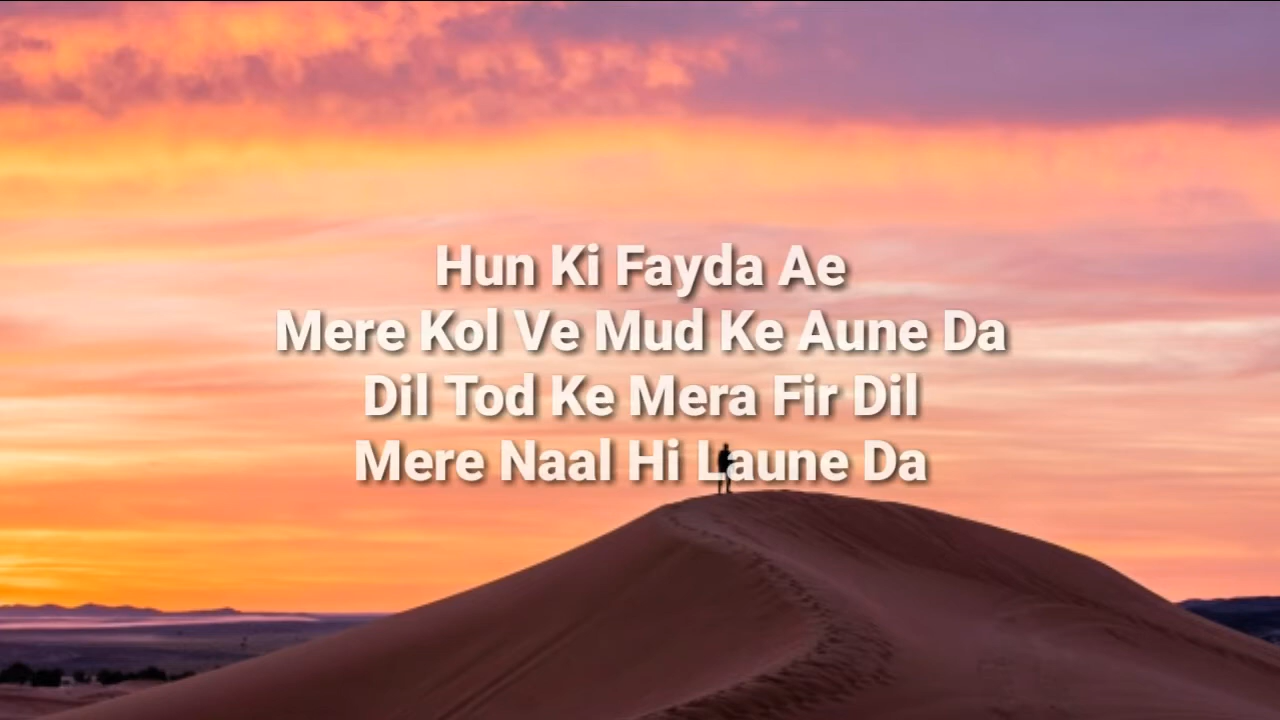 Hun Ki Fayda Ae
Mere Kol Ve Mud Ke Aune Da
Dil Tod Ke Mera Fir Dil
Mere Naal Hi Laune Da